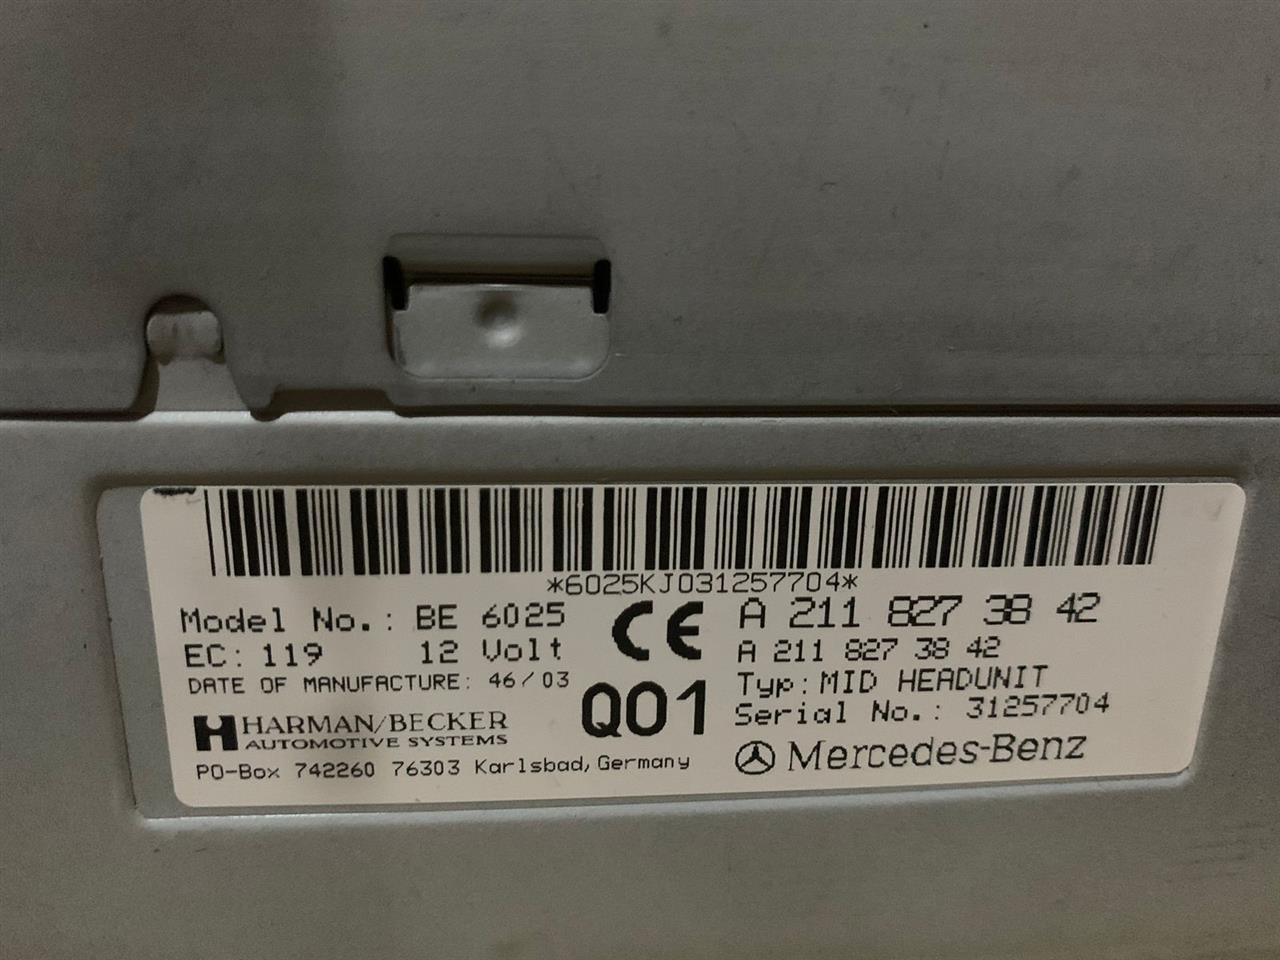 *6025KJ031257704*
Model No.: BE 6025
EC: 119 12 Volt
DATE OF MANUFACTURE: 46/03
HARMAN/BECKER
AUTOMOTIVE SYSTEMS
PO-Box 742260 76303 Karlsbad, Germany
CE
Q01
A 211 827 38 42
A 211 827 38 42
Typ: MID HEADUNIT
Serial No.: 31257704
Mercedes-Benz